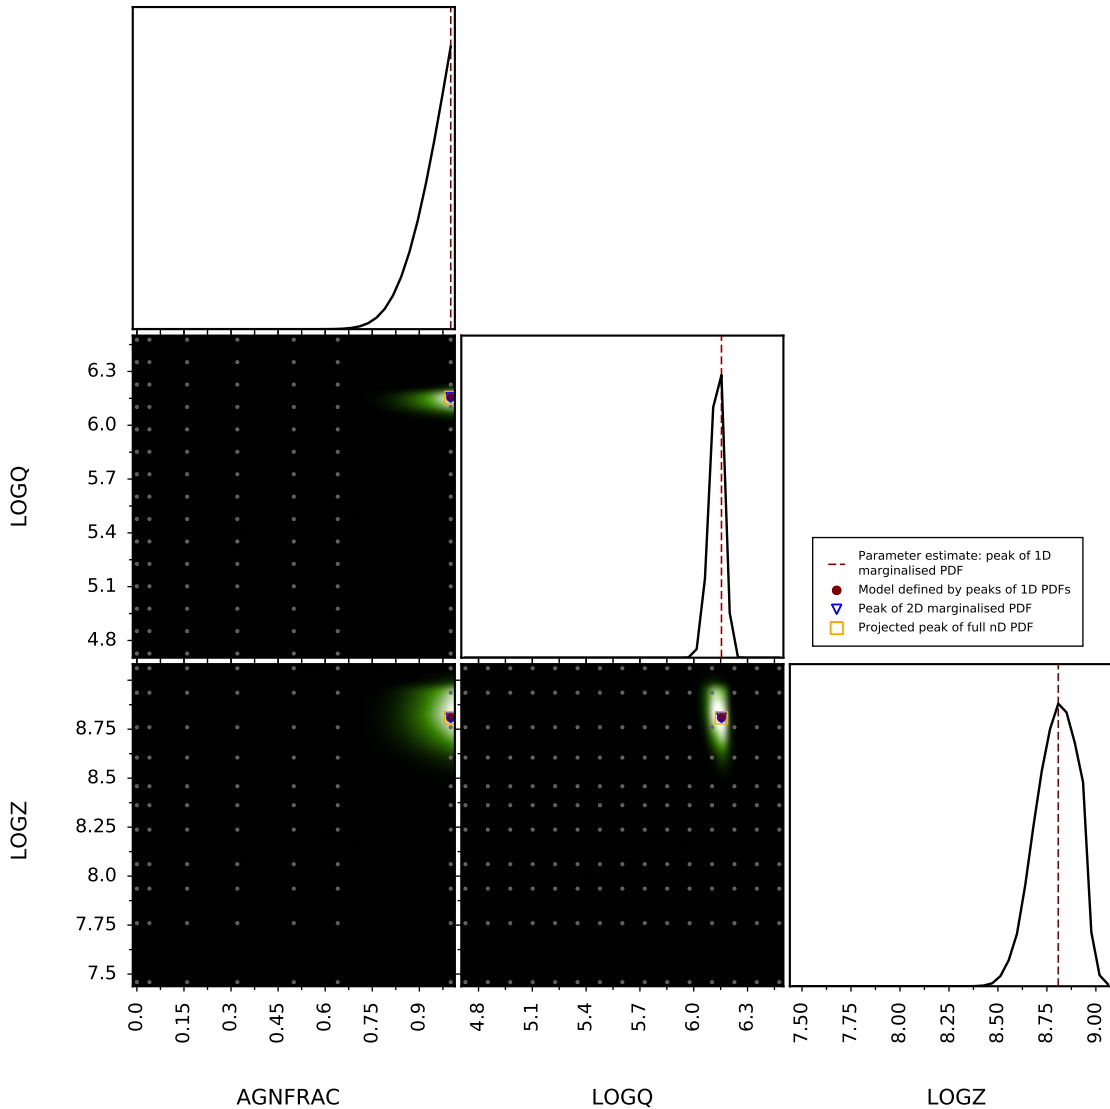 6.3
6.0
5.7
5.4
5.1
4.8
LOGQ
Parameter estimate: peak of 1D
marginalised PDF
Model defined by peaks of 1D PDFs
Peak of 2D marginalised PDF
Projected peak of full nD PDF
8.75
8.5
8.25
8.0
7.75
7.5
LOGZ
0.0 0.15 0.3 0.45 0.6 0.75 0.9
4.8 5.1 5.4 5.7 6.0 6.3
7.50 7.75 8.00 8.25 8.50 8.75 9.00
AGNFRAC
LOGQ
LOGZ